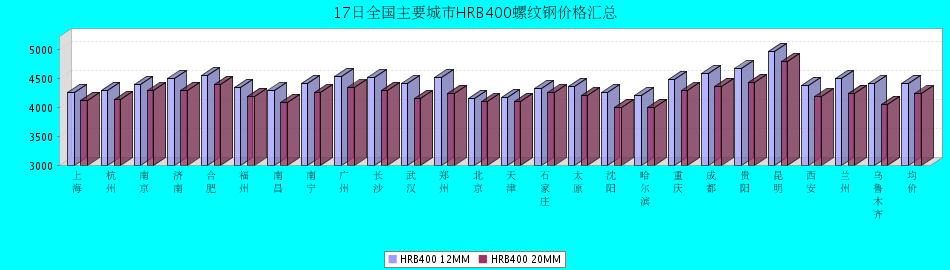 17日全国主要城市HRB400螺纹钢价格汇总
5000
4500
4000
3500
3000
上海 杭州 南京 济南 合肥 福州 南昌 南宁 广州 长沙 武汉 郑州 北京 天津 石家庄 太原 沈阳 哈尔滨 重庆 成都 贵阳 昆明 西安 兰州 乌鲁木齐 均价
HRB400 12MM HRB400 20MM